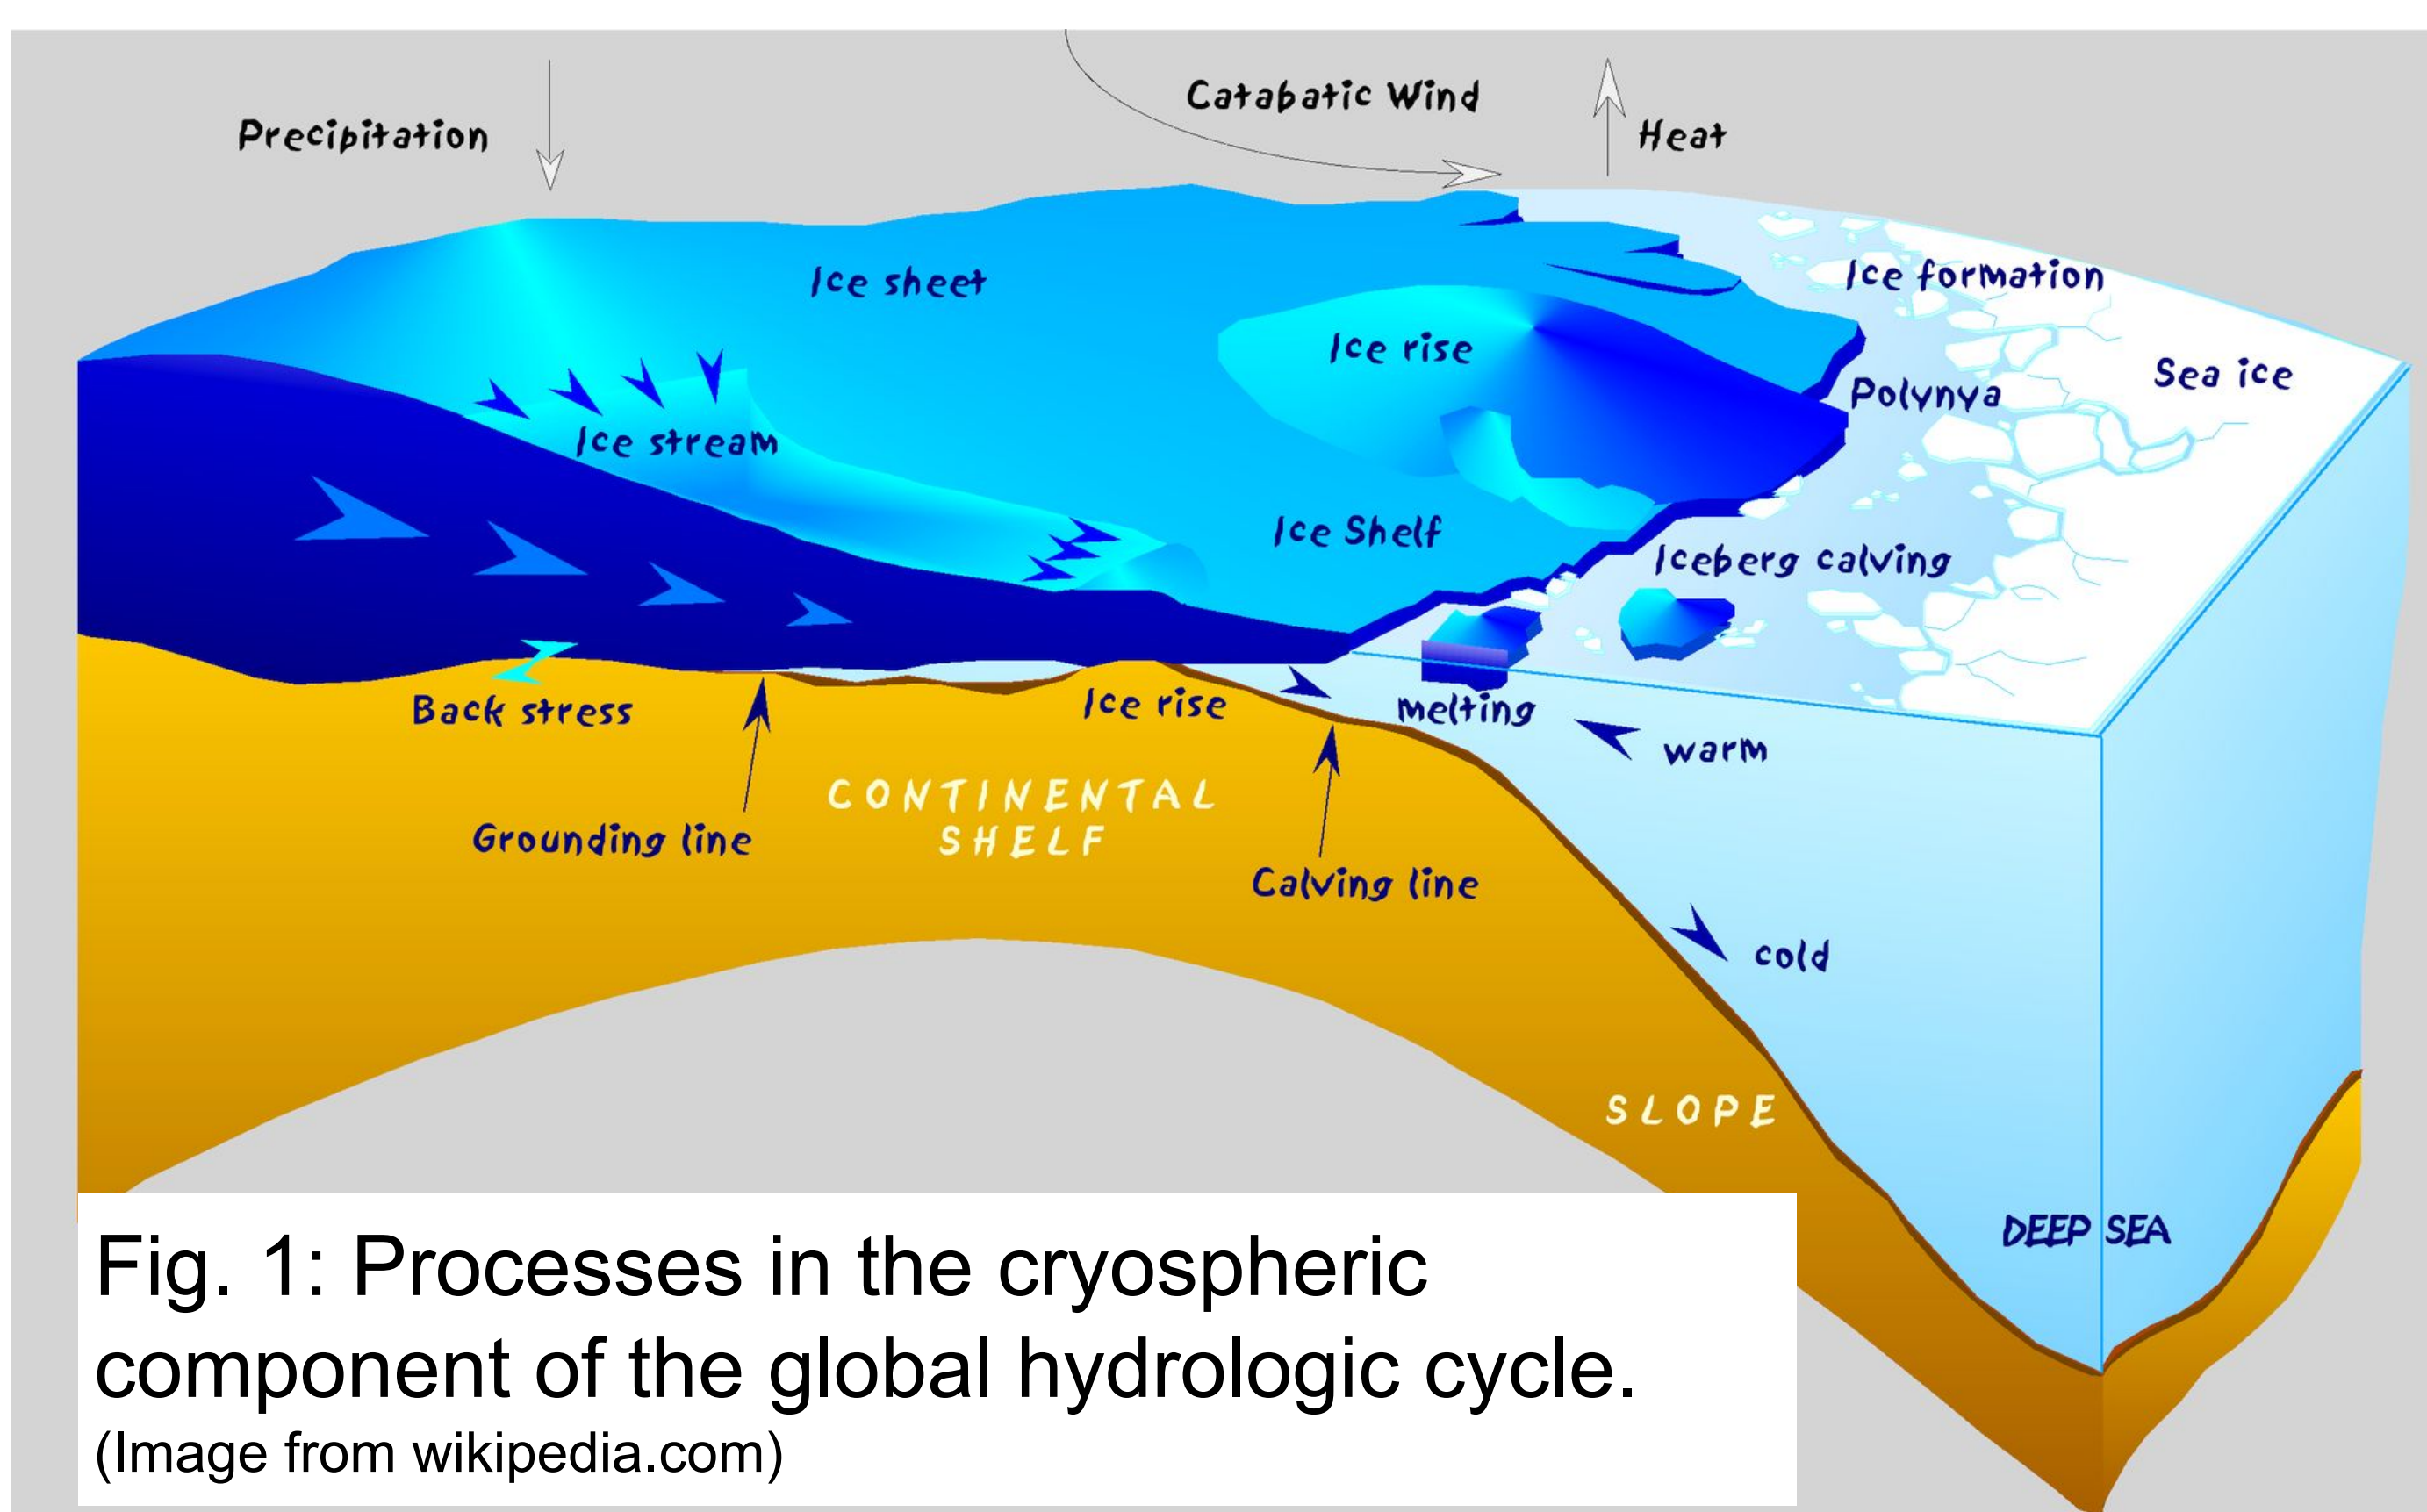 Catabatic Wind
Precipitation
Heat
Ice sheet
Ice formation
Ice rise
Sea ice
Polynya
Ice stream
Ice Shelf
Iceberg calving
Back stress
Ice rise
melting
warm
CONTINENTAL
SHELF
Grounding line
Calving line
cold
SLOPE
DEEP SEA
Fig. 1: Processes in the cryospheric
component of the global hydrologic cycle.
(Image from wikipedia.com)